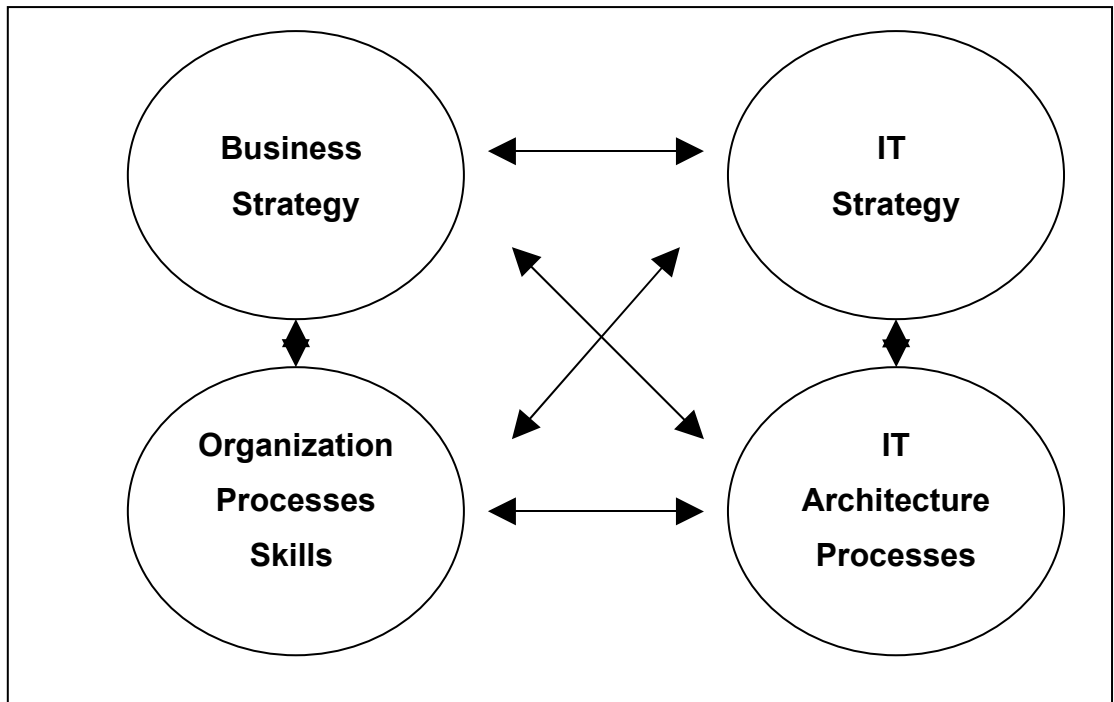 Business
Strategy
IT
Strategy
Organization
Processes
Skills
IT
Architecture
Processes